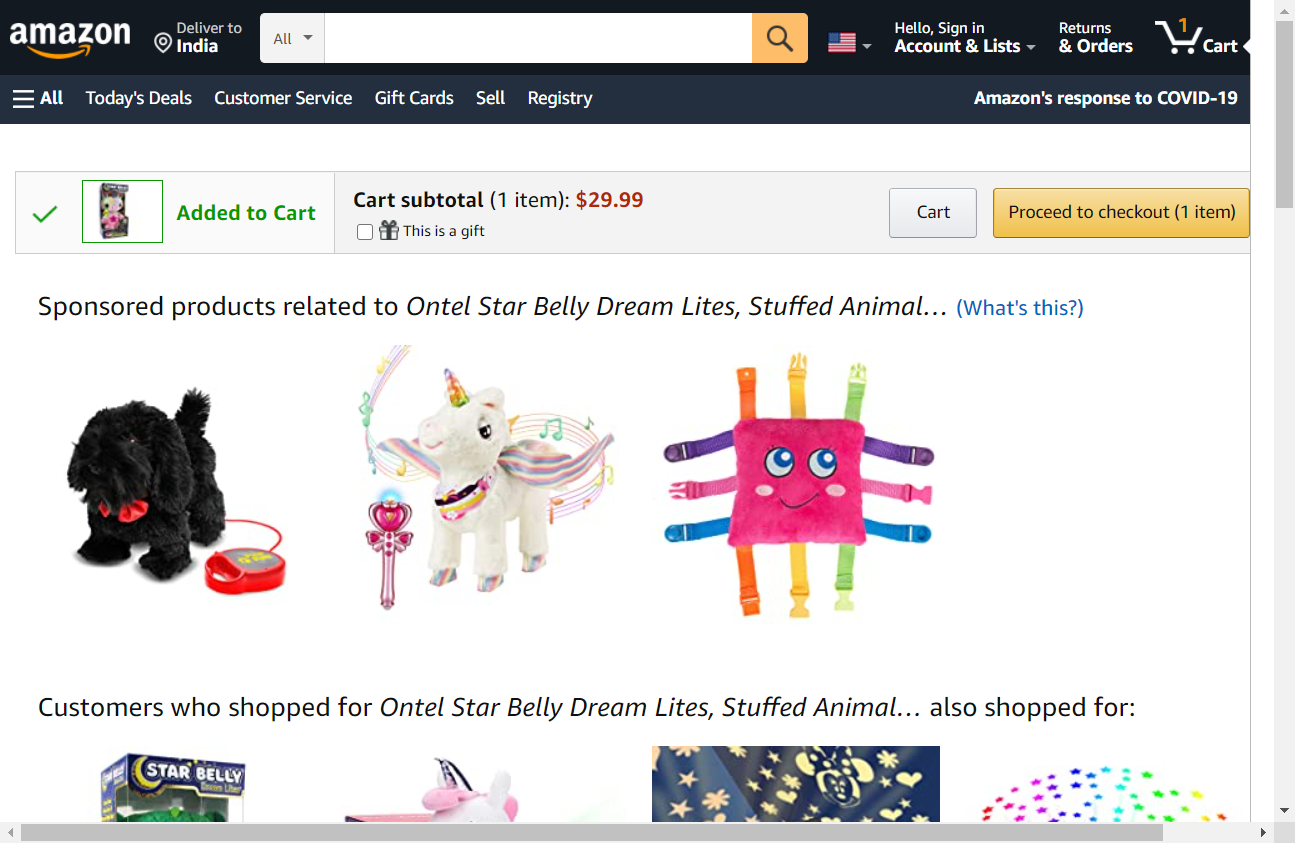 amazon
Deliver to
India
All
Hello, Sign in
Account & Lists
Returns
& Orders
1
Cart
All
Today's Deals
Customer Service
Gift Cards
Sell
Registry
Amazon's response to COVID-19
Added to Cart
Cart subtotal (1 item): $29.99
This is a gift
Cart
Proceed to checkout (1 item)
Sponsored products related to Ontel Star Belly Dream Lites, Stuffed Animal… (What's this?)
Customers who shopped for Ontel Star Belly Dream Lites, Stuffed Animal… also shopped for:
STAR BELLY
Dream Lites